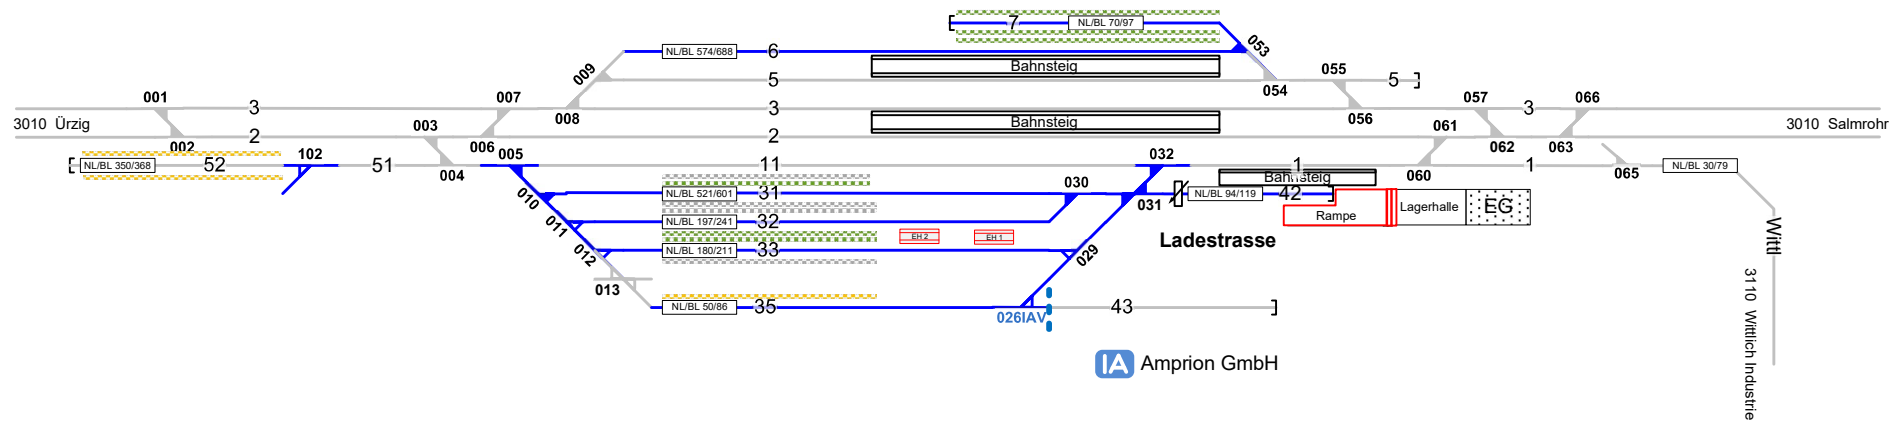 7 NL/BL 70/97
053
NL/BL 574/688 6
009
Bahnsteig
5
055
5
054
001
3
007
008
3
056
057
3
066
3010 Ürzig
003
Bahnsteig
061
3010 Salmrohr
2
002
006
2
062
063
NL/BL 350/368 52
102
51
004
005
11
032
1
060
1
065
NL/BL 30/79
Bahnsteig
010
NL/BL 521/601 31
030
031
NL/BL 94/119 42
Rampe
Lagerhalle
EG
011
NL/BL 197/241 32
EH 2
EH 1
Ladestrasse
Wittl
012
NL/BL 180/211 33
029
013
NL/BL 50/86 35
026IAV
43
3110 Wittlich Industrie
IA Amprion GmbH